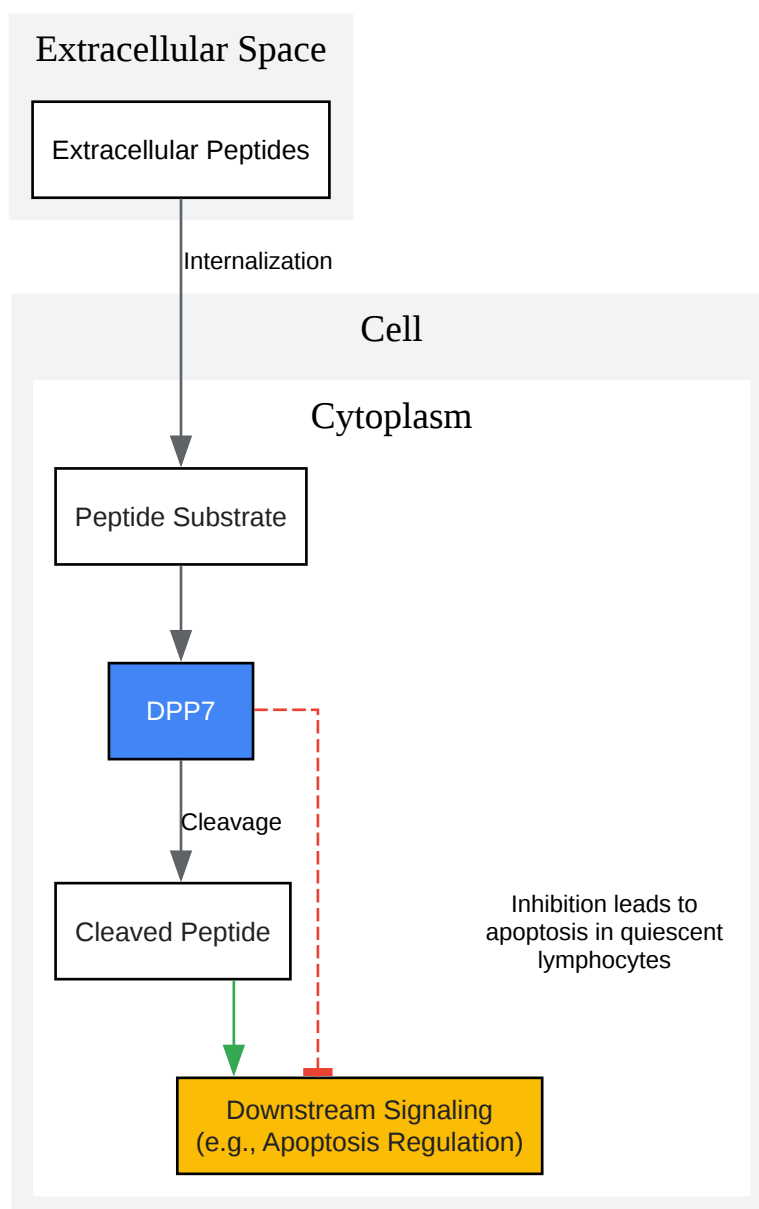 Extracellular Space
Extracellular Peptides
Internalization
Cell
Cytoplasm
Peptide Substrate
DPP7
Cleavage
Cleaved Peptide
Inhibition leads to
apoptosis in quiescent
lymphocytes
Downstream Signaling
(e.g., Apoptosis Regulation)